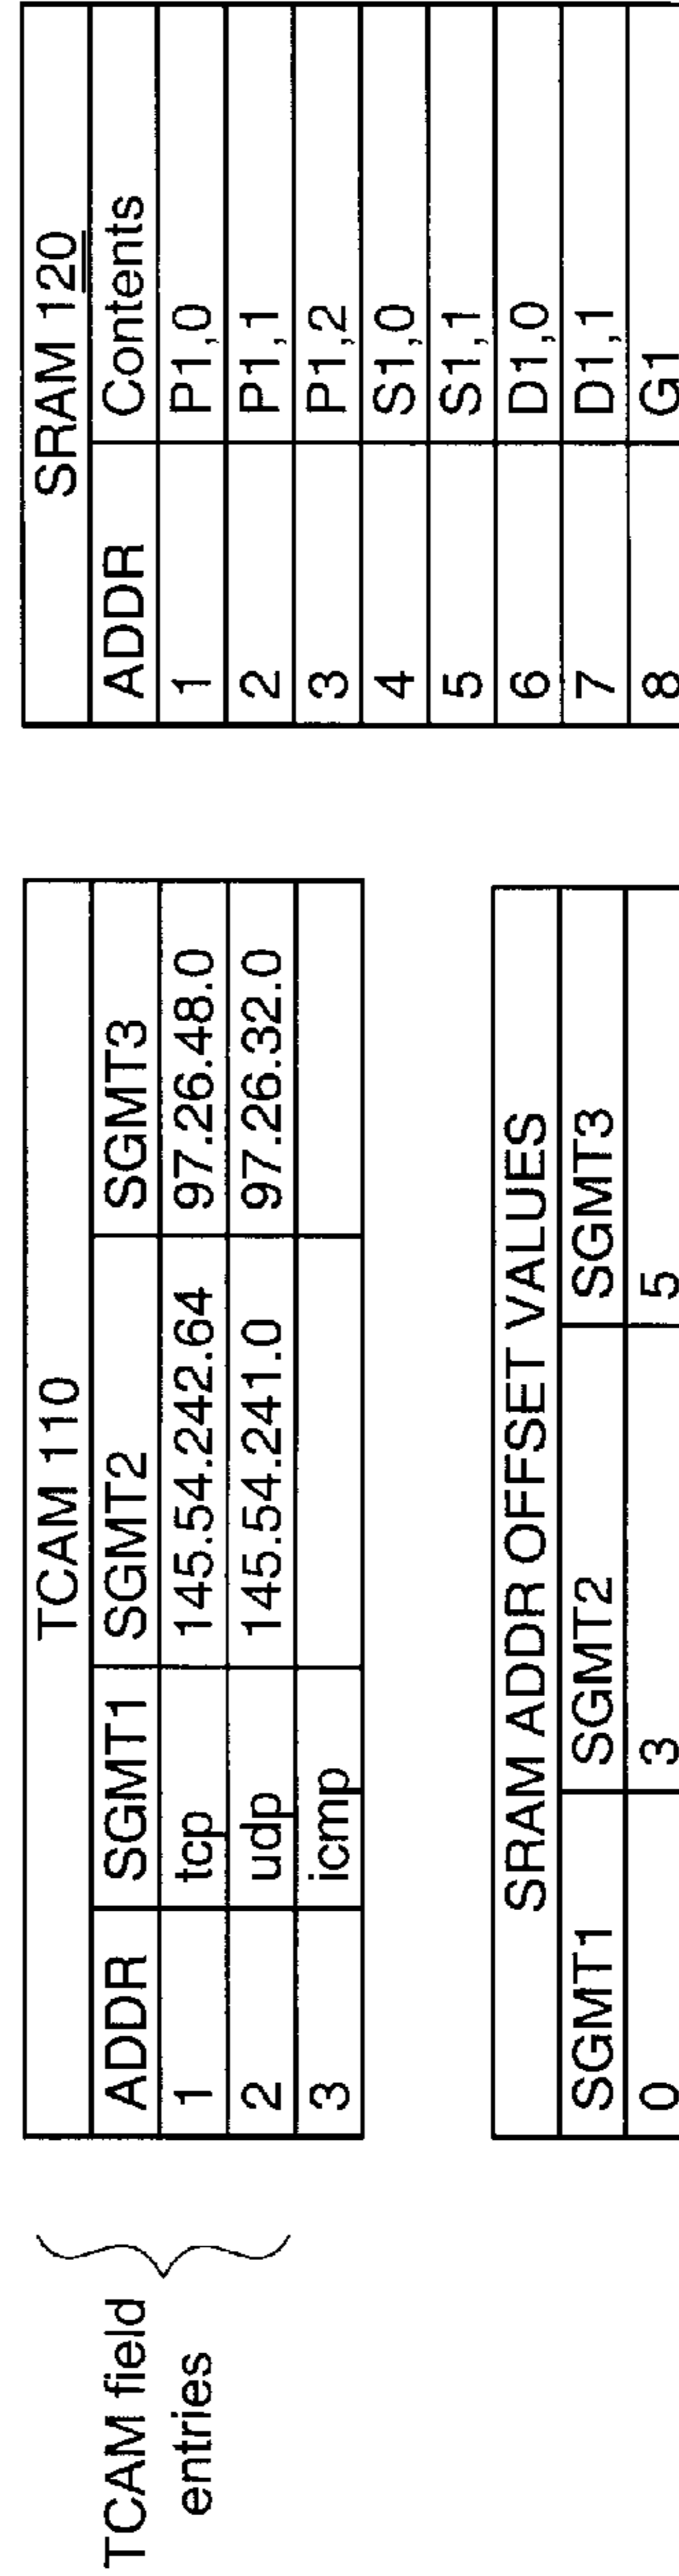 TCAM field
entries
TCAM 110
ADDR SGMT1 SGMT2 SGMT3
1 tcp 145.54.242.64 97.26.48.0
2 udp 145.54.241.0 97.26.32.0
3 icmp
SRAM ADDR OFFSET VALUES
SGMT1 SGMT2 SGMT3
0 3 5
SRAM 120
ADDR Contents
1 P1,0
2 P1,1
3 P1,2
4 S1,0
5 S1,1
6 D1,0
7 D1,1
8 G1